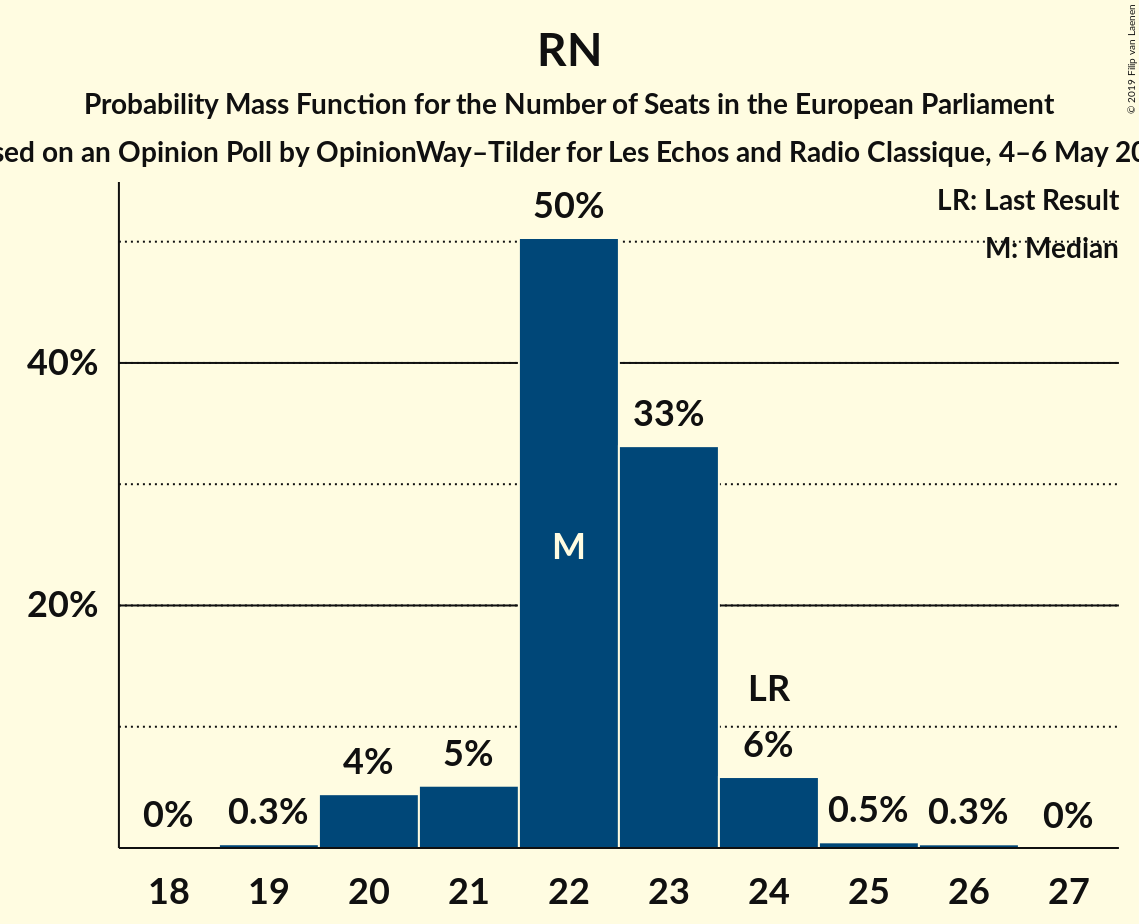 RN
Probability Mass Function for the Number of Seats in the European Parliament
on an Opinion Poll by OpinionWay–Tilder for Les Echos and Radio Classique, 4–6 May
© 2019 Filip van Laenen
LR: Last Result
M: Median
50%
40%
33%
M
20%
LR
6%
5%
4%
0%
0.3%
0.5%
0.3%
0%
18 19 20 21 22 23 24 25 26 27